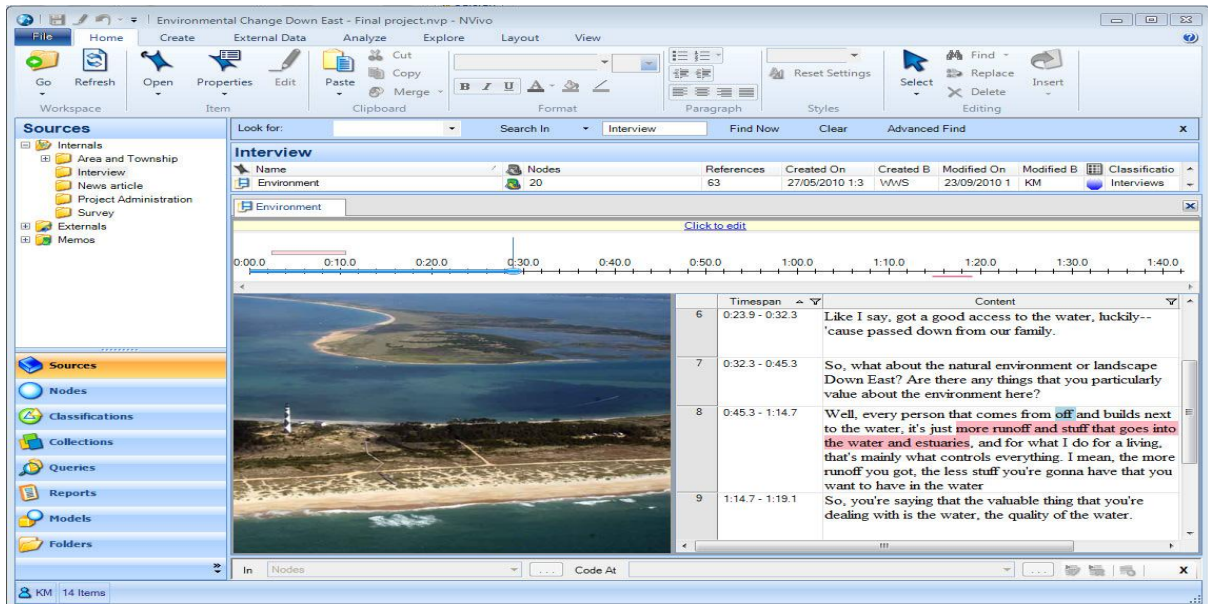 Environmental Change Down East - Final project.nvp - NVivo
File Home Create External Data Analyze Explore Layout View
Go Refresh Open Properties Edit Paste Cut Copy Merge B I U A Reset Settings Select Find Replace Delete Insert
Workspace Item Clipboard Format Paragraph Styles Editing
Sources
Internals
Area and Township
Interview
News article
Project Administration
Survey
Externals
Memos
Sources
Nodes
Classifications
Collections
Queries
Reports
Models
Folders
Look for: Search In Interview Find Now Clear Advanced Find x
Interview
Name Nodes References Created On Created B Modified On Modified B Classificatio
Environment 20 63 27/05/2010 1:3 WWS 23/09/2010 1 KM Interviews
Environment
Click to edit
0:00.0 0:10.0 0:20.0 0:30.0 0:40.0 0:50.0 1:00.0 1:10.0 1:20.0 1:30.0 1:40.0
Timespan Content
6 0:23.9 - 0:32.3 Like I say, got a good access to the water, luckily--
'cause passed down from our family.
7 0:32.3 - 0:45.3 So, what about the natural environment or landscape
Down East? Are there any things that you particularly
value about the environment here?
8 0:45.3 - 1:14.7 Well, every person that comes from off and builds next
to the water, it's just more runoff and stuff that goes into
the water and estuaries, and for what I do for a living,
that's mainly what controls everything. I mean, the more
runoff you got, the less stuff you're gonna have that you
want to have in the water
9 1:14.7 - 1:19.1 So, you're saying that the valuable thing that you're
dealing with is the water, the quality of the water.
In Nodes ... Code At ... x
KM 14 Items